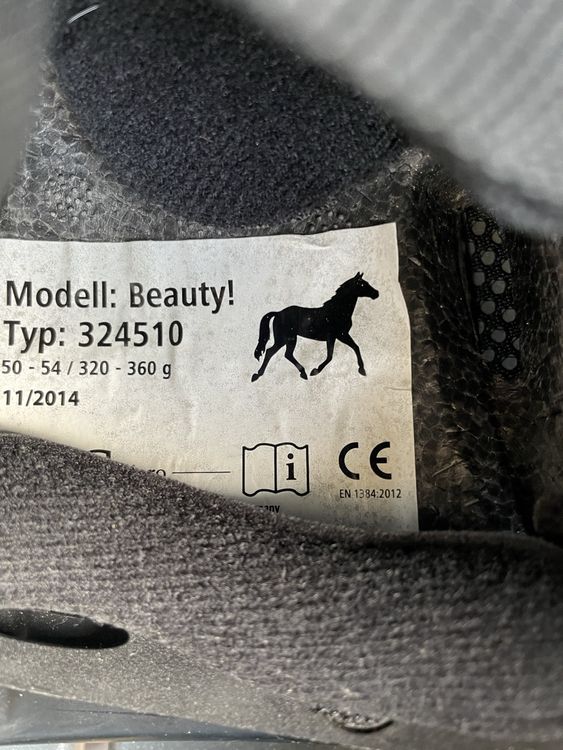 Modell: Beauty!
Typ: 324510
50 - 54 / 320 - 360 g
11/2014
i
CE
EN 1384:2012